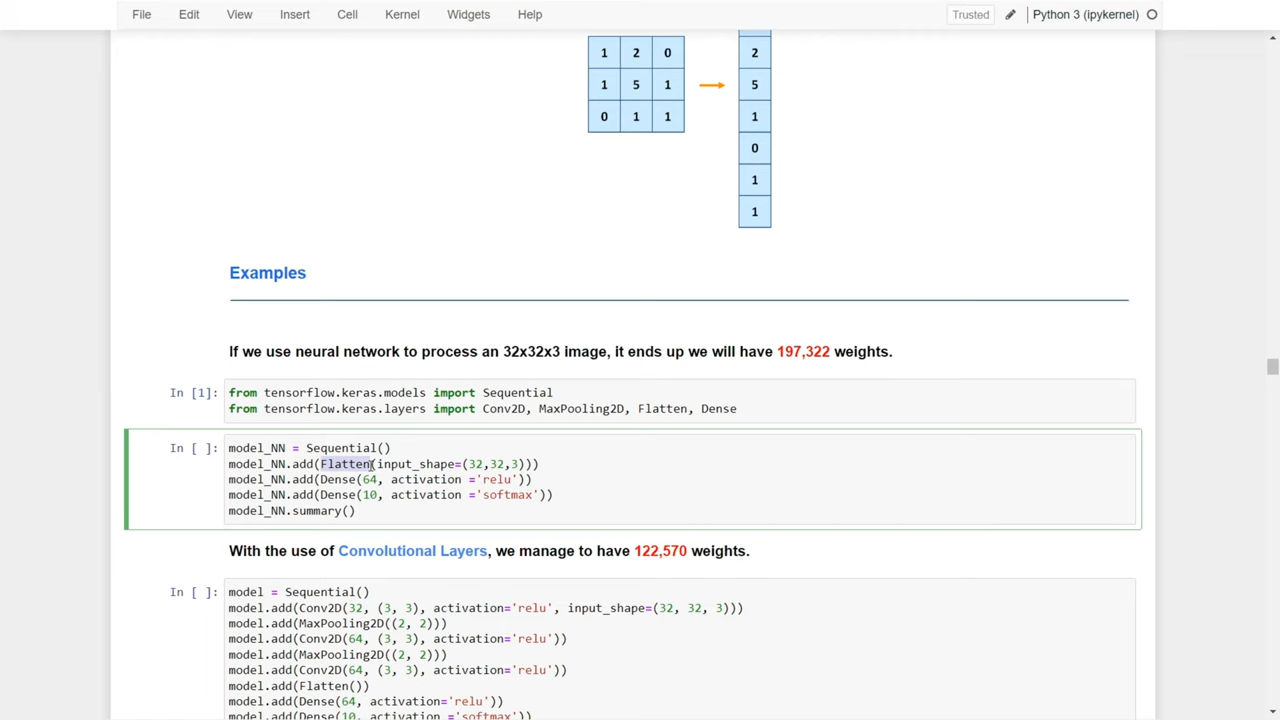 File Edit View Insert Cell Kernel Widgets Help Trusted Python 3 (ipykernel)
1 2 0
1 5 1
0 1 1
2
5
1
0
1
1
Examples
If we use neural network to process an 32x32x3 image, it ends up we will have 197,322 weights.
In [1]:
from tensorflow.keras.models import Sequential
from tensorflow.keras.layers import Conv2D, MaxPooling2D, Flatten, Dense
In [ ]:
model_NN = Sequential()
model_NN.add(Flatten(input_shape=(32,32,3)))
model_NN.add(Dense(64, activation ='relu'))
model_NN.add(Dense(10, activation ='softmax'))
model_NN.summary()
With the use of Convolutional Layers, we manage to have 122,570 weights.
In [ ]:
model = Sequential()
model.add(Conv2D(32, (3, 3), activation='relu', input_shape=(32, 32, 3)))
model.add(MaxPooling2D((2, 2)))
model.add(Conv2D(64, (3, 3), activation='relu'))
model.add(MaxPooling2D((2, 2)))
model.add(Conv2D(64, (3, 3), activation='relu'))
model.add(Flatten())
model.add(Dense(64, activation='relu'))
model.add(Dense(10, activation='softmax'))